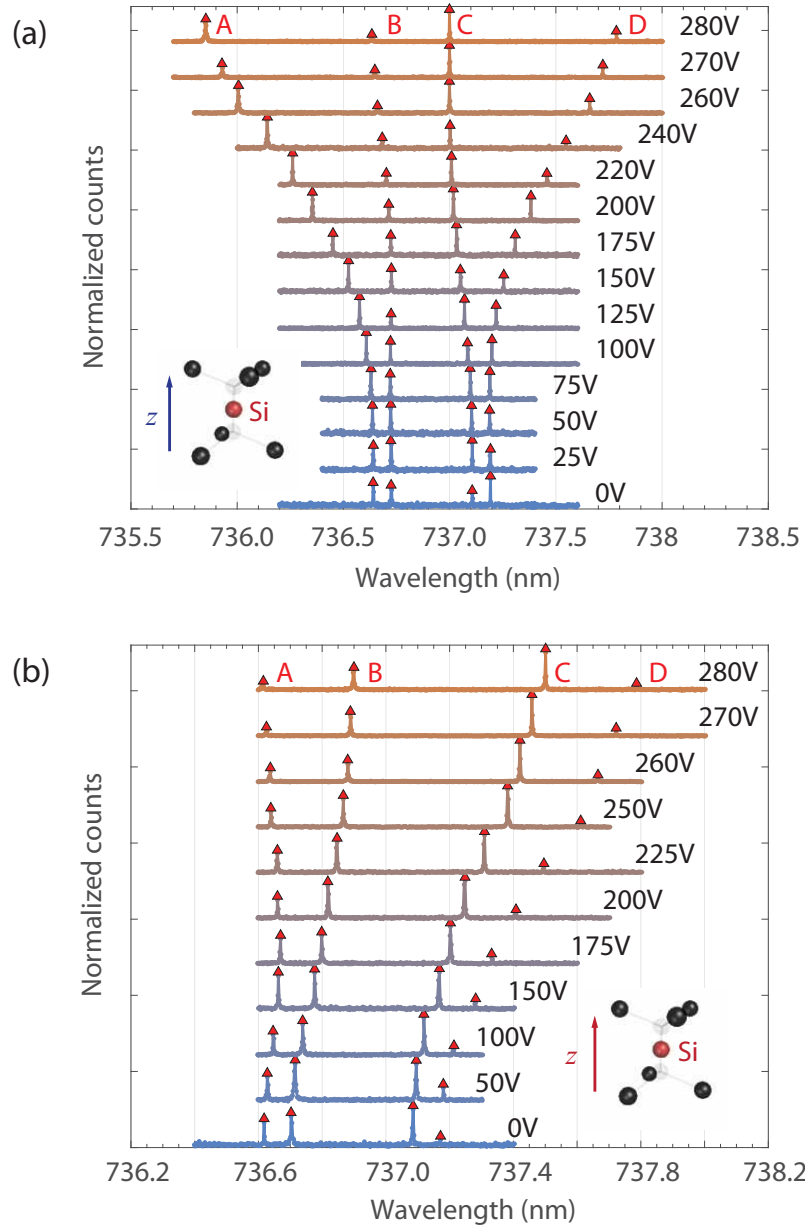 (a)
A B C D
280V
270V
260V
240V
220V
200V
175V
150V
125V
100V
75V
50V
25V
0V
Normalized counts
z
Si
735.5 736.0 736.5 737.0 737.5 738 738.5
Wavelength (nm)
(b)
A B C D
280V
270V
260V
250V
225V
200V
175V
150V
100V
50V
0V
Normalized counts
z
Si
736.2 736.6 737.0 737.4 737.8 738.2
Wavelength (nm)